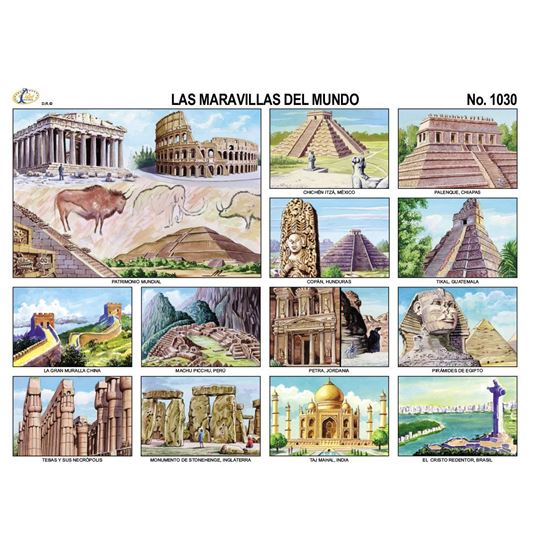 D.R.©
LAS MARAVILLAS DEL MUNDO
No. 1030
PATRIMONIO MUNDIAL
CHICHÉN ITZÁ, MÉXICO
PALENQUE, CHIAPAS
COPÁN, HUNDURAS
TIKAL, GUATEMALA
LA GRAN MURALLA CHINA
MACHU PICCHU, PERÚ
PETRA, JORDANIA
PIRÁMIDES DE EGIPTO
TEBAS Y SUS NECRÓPOLIS
MONUMENTO DE STONEHENGE, INGLATERRA
TAJ MAHAL, INDIA
EL CRISTO REDENTOR, BRASIL